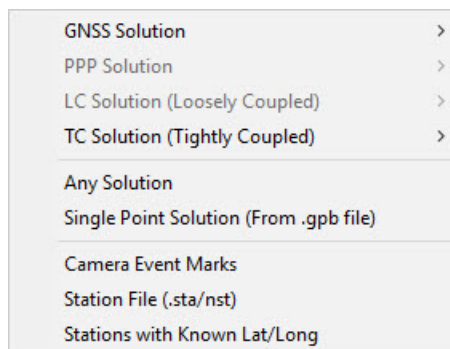 GNSS Solution
PPP Solution
LC Solution (Loosely Coupled)
TC Solution (Tightly Coupled)
Any Solution
Single Point Solution (From .gpb file)
Camera Event Marks
Station File (.sta/nst)
Stations with Known Lat/Long